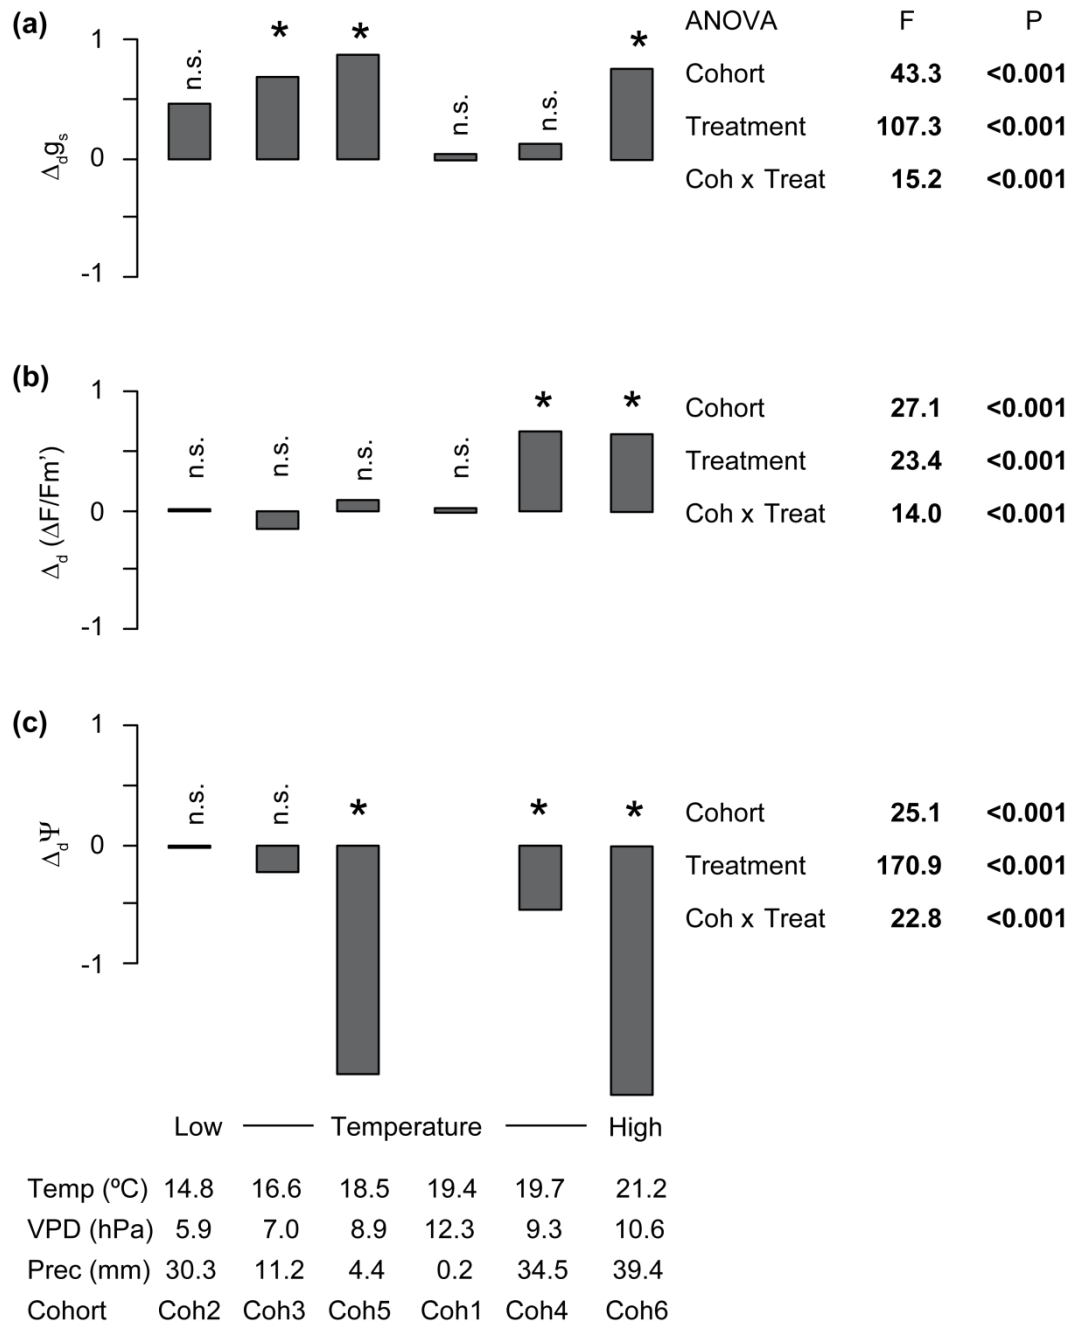 (a)
ANOVA F P
1
n.s. * * n.s. n.s. *
Cohort 43.3 <0.001
Treatment 107.3 <0.001
0
Δdgs
Coh x Treat 15.2 <0.001
-1
(b)
1
n.s. n.s. n.s. n.s. * *
Cohort 27.1 <0.001
Treatment 23.4 <0.001
0
Δd (ΔF/Fm')
Coh x Treat 14.0 <0.001
-1
(c)
1
n.s. n.s. * * *
Cohort 25.1 <0.001
0
ΔdΨ
Treatment 170.9 <0.001
Coh x Treat 22.8 <0.001
-1
Low Temperature High
Temp (ºC) 14.8 16.6 18.5 19.4 19.7 21.2
VPD (hPa) 5.9 7.0 8.9 12.3 9.3 10.6
Prec (mm) 30.3 11.2 4.4 0.2 34.5 39.4
Cohort Coh2 Coh3 Coh5 Coh1 Coh4 Coh6